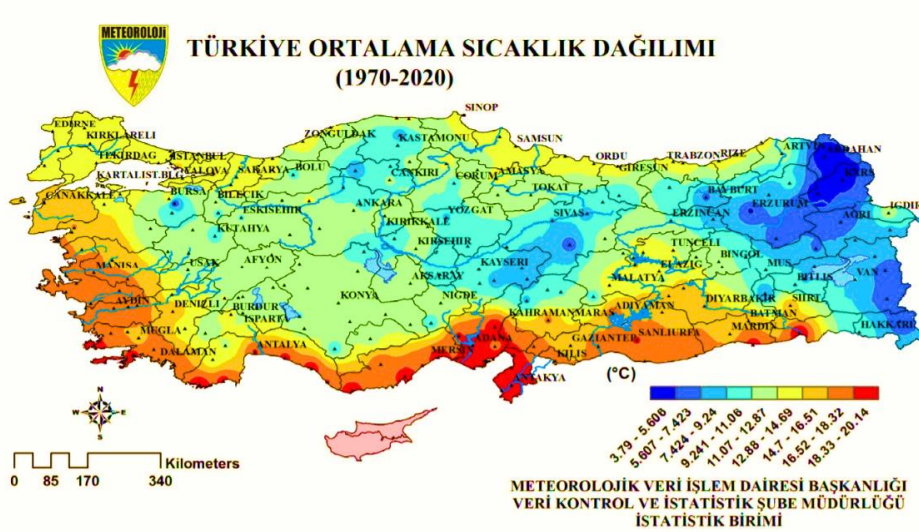 METEOROLOJİ
TÜRKİYE ORTALAMA SICAKLIK DAĞILIMI
(1970-2020)
SINOP
EDIRNE
KIRKLARELI
ZONGULDAK
KASTAMONU
SAMSUN
TEKIRDAG
ISTANBUL
SAKARYA
BOLU
ORDU
TRABZON
RIZE
ARTVIN
ARDAHAN
KARTALIST.BLG.
YALOVA
CANKIRI
CORUM
AMASYA
GIRESUN
KARS
CANAKKALE
BURSA
BILECIK
TOKAT
BAYBURT
ESKISEHIR
ANKARA
YOZGAT
SIVAS
ERZINCAN
ERZURUM
AGRI
IGDIR
KUTAHYA
KIRIKKALE
KIRSEHIR
TUNCELI
MANISA
USAK
AFYON
KAYSERI
ELAZIG
BINGOL
MUS
VAN
AKSARAY
MALATYA
BITLIS
AYDIN
DENIZLI
BURDUR
KONYA
NIGDE
ADIYAMAN
DIYARBAKIR
SIIRT
ISPARTA
KAHRAMANMARAS
BATMAN
MUGLA
ADANA
GAZIANTEP
SANLIURFA
MARDIN
HAKKARI
DALAMAN
ANTALYA
MERSIN
KILIS
ANTAKYA
(°C)
N
W
E
S
3.79 - 5.606
5.607 - 7.423
7.424 - 9.24
9.241 - 11.06
11.07 - 12.87
12.88 - 14.69
14.7 - 16.51
16.52 - 18.32
18.33 - 20.14
Kilometers
0 85 170 340
METEOROLOJİK VERİ İŞLEM DAİRESİ BAŞKANLIĞI
VERİ KONTROL VE İSTATİSTİK ŞUBE MÜDÜRLÜĞÜ
İSTATİSTİK BİRİMİ